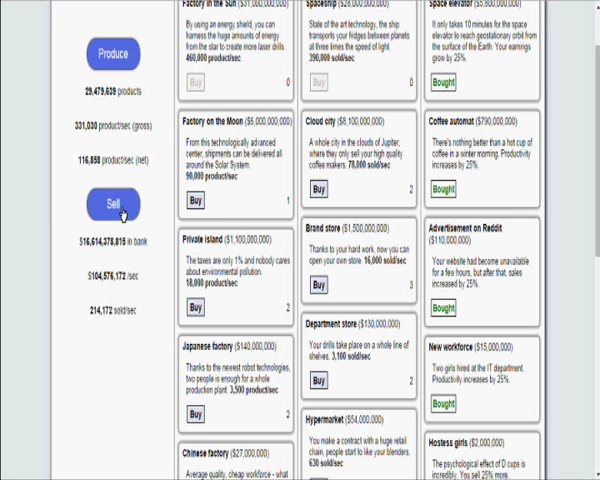 Produce
29,479,639 products
331,030 product/sec (gross)
116,858 product/sec (net)
Sell
$16,614,378,815 in bank
$104,576,172 /sec
214,172 sold/sec
Factory in the Sun ($31,000,000,000)
By using an energy shield, you can
harness the huge amounts of energy
from the star to create more laser drills.
460,000 product/sec
Buy 0
Factory on the Moon ($6,000,000,000)
From this technologically advanced
center, shipments can be delivered all
around the Solar System.
90,000 product/sec
Buy 1
Private island ($1,100,000,000)
The taxes are only 1% and nobody cares
about environmental pollution.
18,000 product/sec
Buy 2
Japanese factory ($140,000,000)
Thanks to the newest robot technologies,
two people is enough for a whole
production plant. 3,500 product/sec
Buy 2
Chinese factory ($27,000,000)
Average quality, cheap workforce - what
Spaceship ($28,000,000,000)
State of the art technology, the ship
transports your fridges between planets
at three times the speed of light.
390,000 sold/sec
Buy 0
Cloud city ($8,100,000,000)
A whole city in the clouds of Jupiter,
where they only sell your high quality
coffee makers. 78,000 sold/sec
Buy 2
Brand store ($1,500,000,000)
Thanks to your hard work, now you can
open your own store. 16,000 sold/sec
Buy 3
Department store ($130,000,000)
Your drills take place on a whole line of
shelves. 3,100 sold/sec
Buy 2
Hypermarket ($54,000,000)
You make a contract with a huge retail
chain, people start to like your blenders.
630 sold/sec
Space elevator
It only takes 10 minutes for the space
elevator to reach geostationary orbit from
the surface of the Earth. Your earnings
grow by 25%.
Bought
Coffee automat ($790,000,000)
There's nothing better than a hot cup of
coffee in a winter morning. Productivity
increases by 25%.
Bought
Advertisement on Reddit
($110,000,000)
Your website had become unavailable
for a few hours, but after that, sales
increased by 25%.
Bought
New workforce ($15,000,000)
Two girls hired at the IT department.
Productivity increases by 25%.
Bought
Hostess girls ($2,000,000)
The psychological effect of D cups is
incredibly. You sell 25% more.